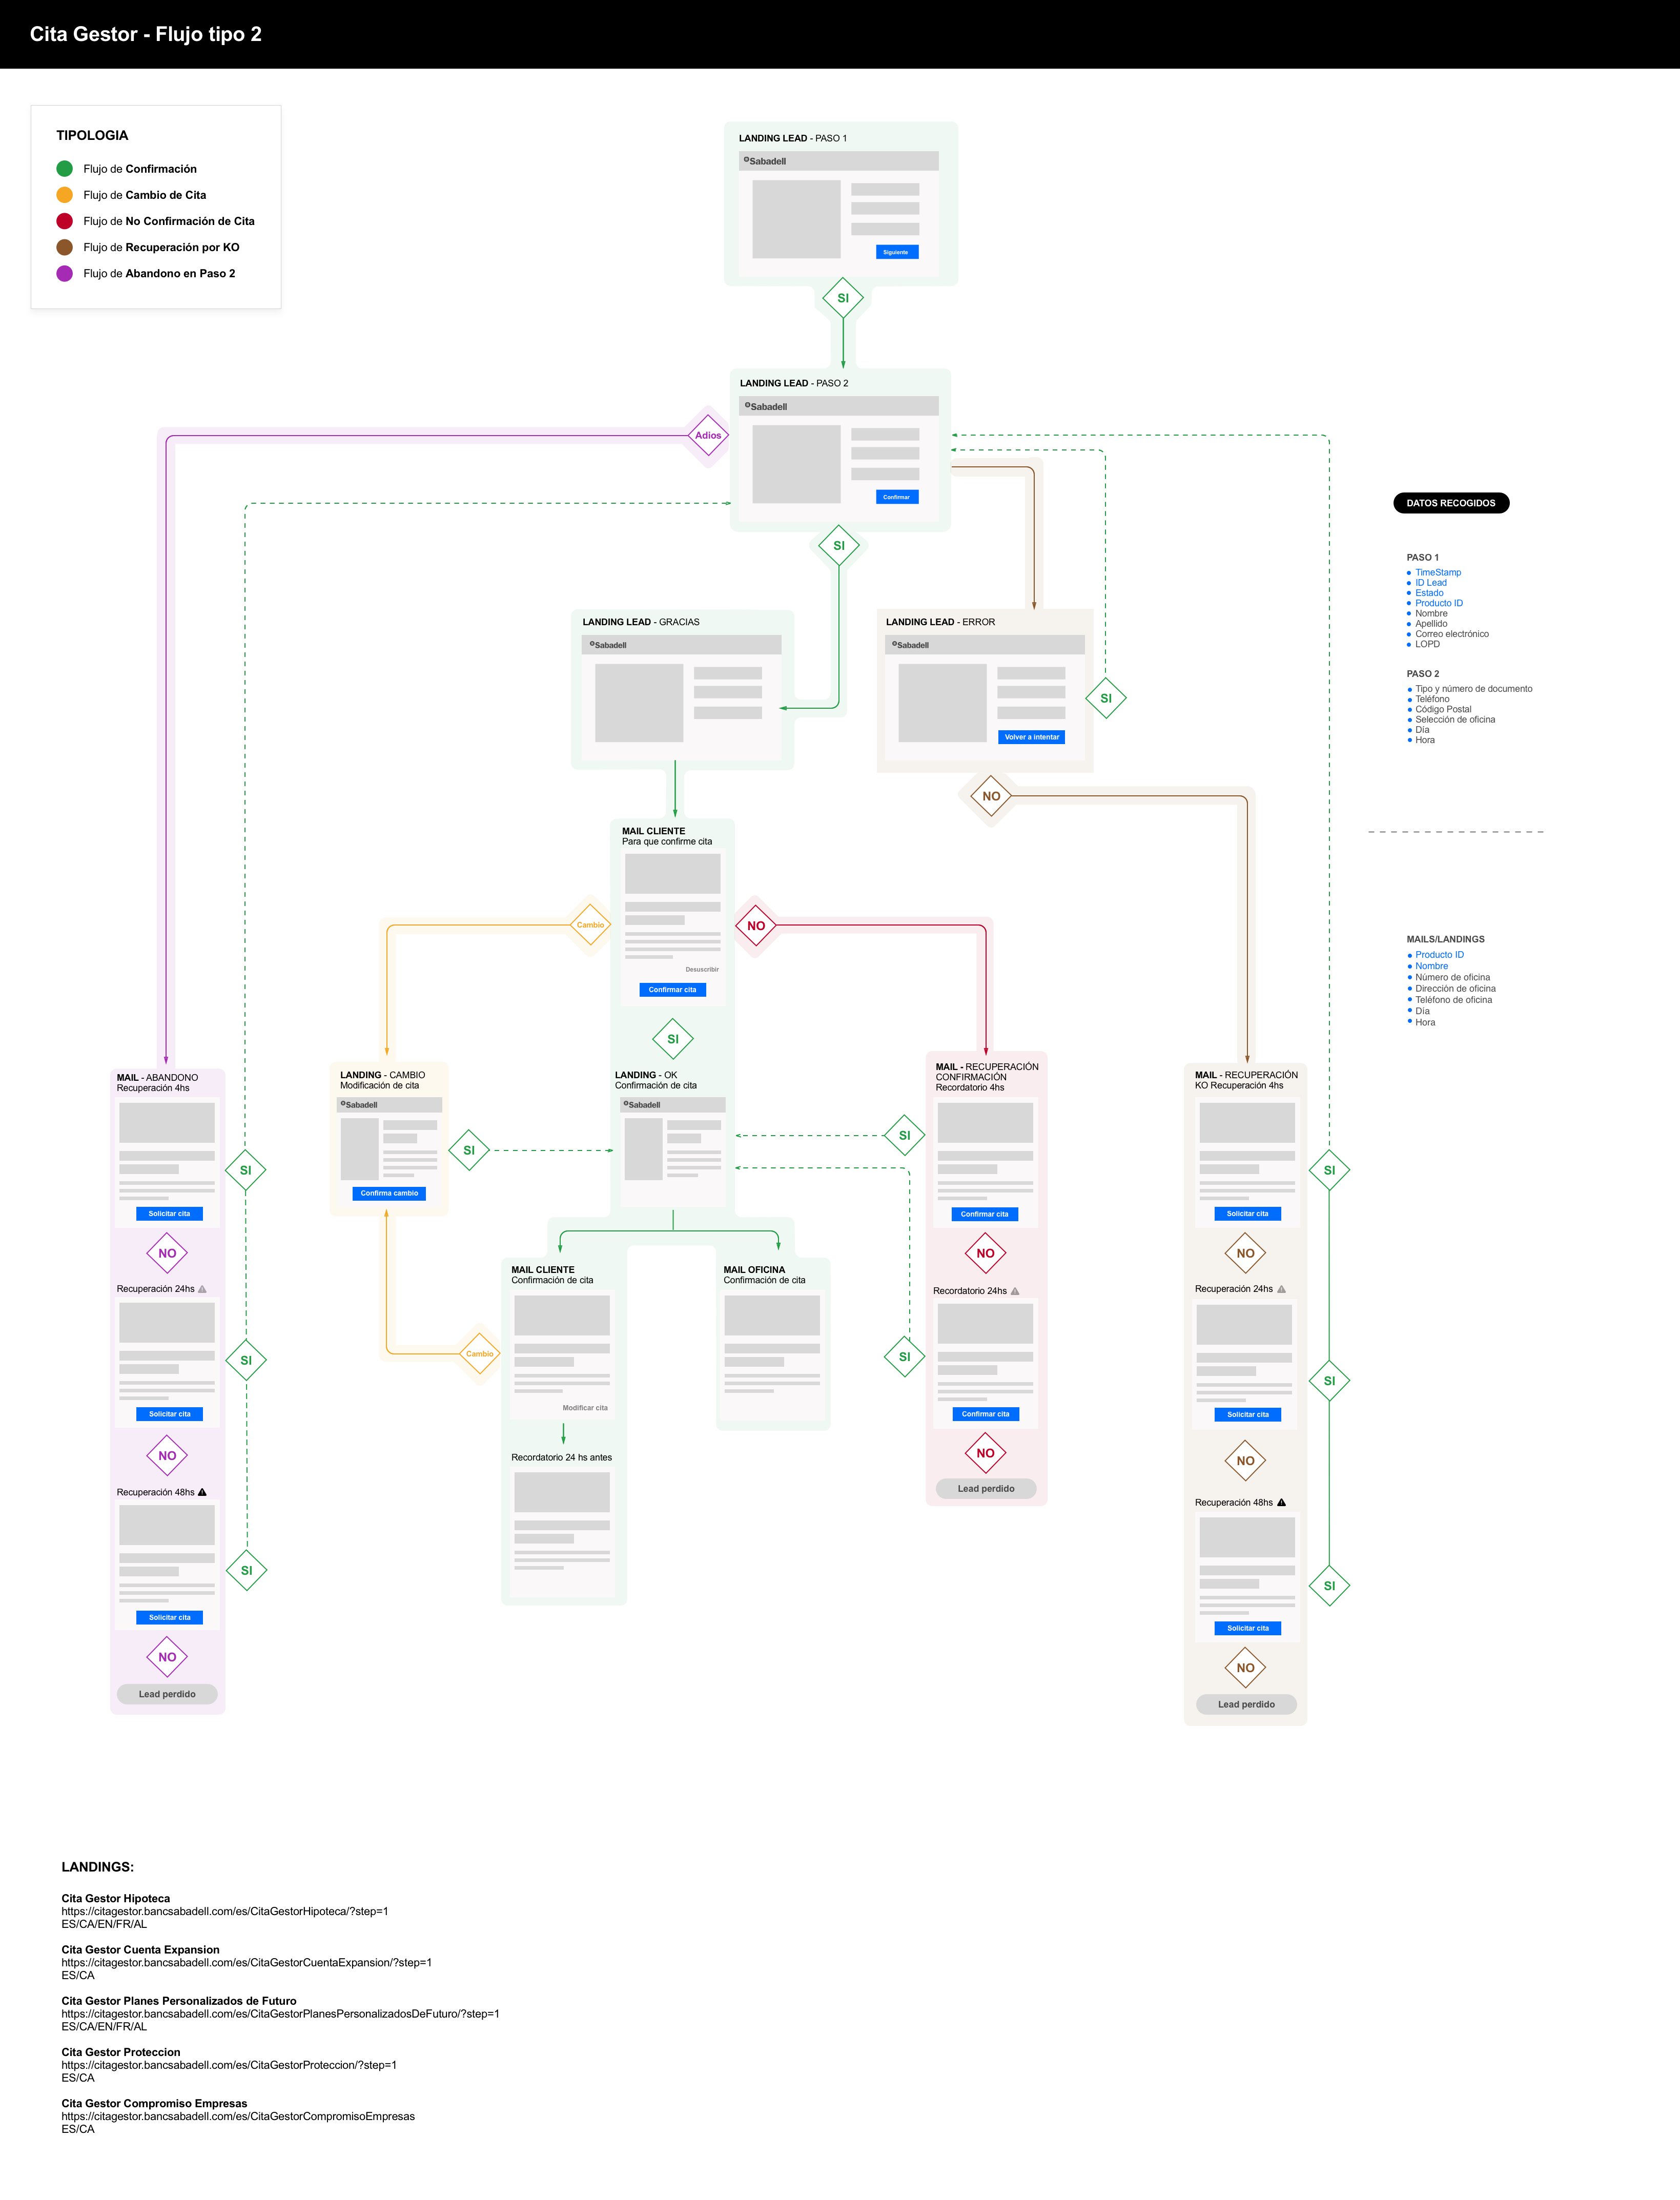 Cita Gestor - Flujo tipo 2
TIPOLOGIA
Flujo de Confirmación
Flujo de Cambio de Cita
Flujo de No Confirmación de Cita
Flujo de Recuperación por KO
Flujo de Abandono en Paso 2
LANDING LEAD - PASO 1
Sabadell
Siguiente
SI
LANDING LEAD - PASO 2
Sabadell
Confirmar
Adios
SI
LANDING LEAD - GRACIAS
Sabadell
LANDING LEAD - ERROR
Sabadell
Volver a intentar
SI
NO
DATOS RECOGIDOS
PASO 1
TimeStamp
ID Lead
Estado
Producto ID
Nombre
Apellido
Correo electrónico
LOPD
PASO 2
Tipo y número de documento
Teléfono
Código Postal
Selección de oficina
Día
Hora
MAILS/LANDINGS
Producto ID
Nombre
Número de oficina
Dirección de oficina
Teléfono de oficina
Día
Hora
MAIL CLIENTE
Para que confirme cita
Desuscribir
Confirmar cita
Cambio
NO
SI
MAIL - ABANDONO
Recuperación 4hs
Solicitar cita
SI
NO
Recuperación 24hs
Solicitar cita
SI
NO
Recuperación 48hs
Solicitar cita
SI
NO
Lead perdido
LANDING - CAMBIO
Modificación de cita
Sabadell
Confirma cambio
SI
LANDING - OK
Confirmación de cita
Sabadell
MAIL CLIENTE
Confirmación de cita
Modificar cita
Cambio
Recordatorio 24 hs antes
MAIL OFICINA
Confirmación de cita
MAIL - RECUPERACIÓN
CONFIRMACIÓN
Recordatorio 4hs
Confirmar cita
SI
NO
Recordatorio 24hs
Confirmar cita
SI
NO
Lead perdido
MAIL - RECUPERACIÓN
KO Recuperación 4hs
Solicitar cita
SI
NO
Recuperación 24hs
Solicitar cita
SI
NO
Recuperación 48hs
Solicitar cita
SI
NO
Lead perdido
LANDINGS:
Cita Gestor Hipoteca
https://citagestor.bancsabadell.com/es/CitaGestorHipoteca/?step=1
ES/CA/EN/FR/AL
Cita Gestor Cuenta Expansion
https://citagestor.bancsabadell.com/es/CitaGestorCuentaExpansion/?step=1
ES/CA
Cita Gestor Planes Personalizados de Futuro
https://citagestor.bancsabadell.com/es/CitaGestorPlanesPersonalizadosDeFuturo/?step=1
ES/CA/EN/FR/AL
Cita Gestor Proteccion
https://citagestor.bancsabadell.com/es/CitaGestorProteccion/?step=1
ES/CA
Cita Gestor Compromiso Empresas
https://citagestor.bancsabadell.com/es/CitaGestorCompromisoEmpresas
ES/CA